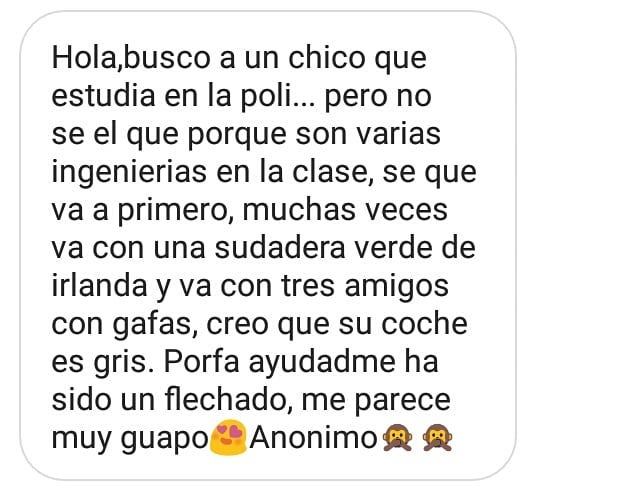 Hola,busco a un chico que
estudia en la poli... pero no
se el que porque son varias
ingenierias en la clase, se que
va a primero, muchas veces
va con una sudadera verde de
irlanda y va con tres amigos
con gafas, creo que su coche
es gris. Porfa ayudadme ha
sido un flechado, me parece
muy guapo😍Anonimo🙊🙊